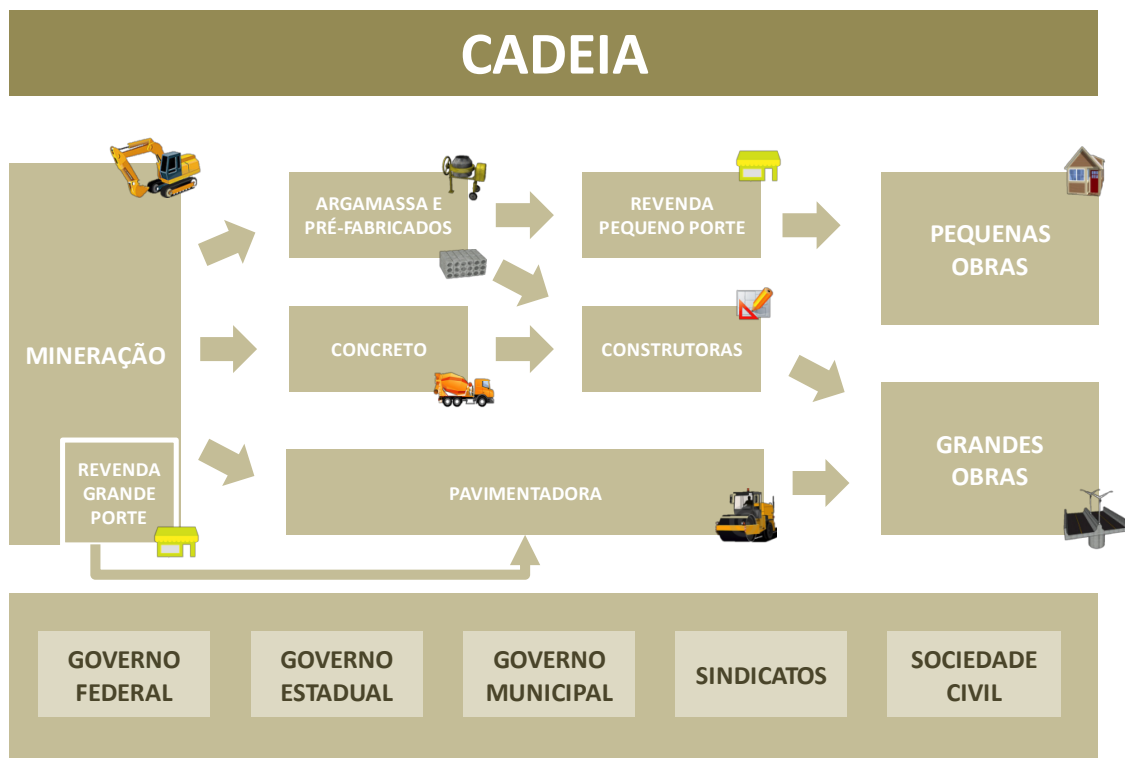 CADEIA
MINERAÇÃO
REVENDA
GRANDE
PORTE
ARGAMASSA E
PRÉ-FABRICADOS
REVENDA
PEQUENO PORTE
PEQUENAS
OBRAS
CONCRETO
CONSTRUTORAS
PAVIMENTADORA
GRANDES
OBRAS
GOVERNO
FEDERAL
GOVERNO
ESTADUAL
GOVERNO
MUNICIPAL
SINDICATOS
SOCIEDADE
CIVIL